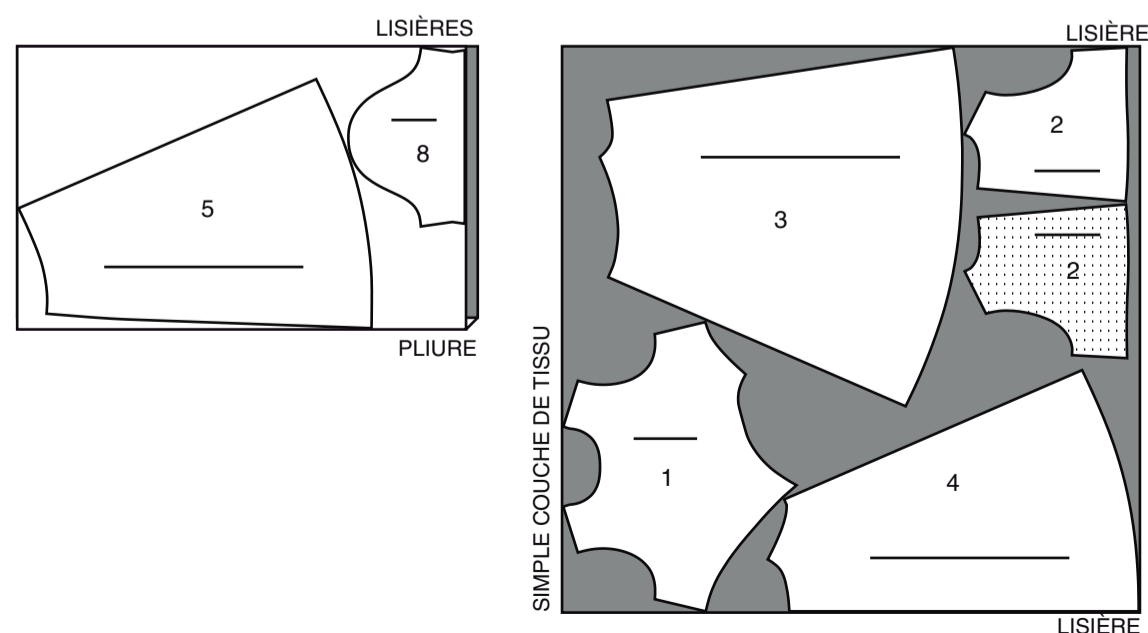 LISIÈRES
5
8
PLIURE
LISIÈRE
2
3
2
1
4
SIMPLE COUCHE DE TISSU
LISIÈRE